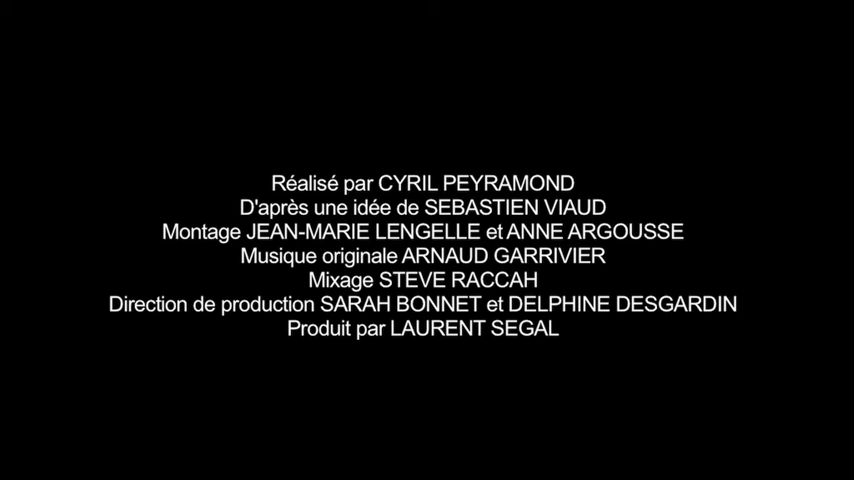 Réalisé par CYRIL PEYRAMOND
D'après une idée de SEBASTIEN VIAUD
Montage JEAN-MARIE LENGELLE et ANNE ARGOUSSE
Musique originale ARNAUD GARRIVIER
Mixage STEVE RACCAH
Direction de production SARAH BONNET et DELPHINE DESGARDIN
Produit par LAURENT SEGAL